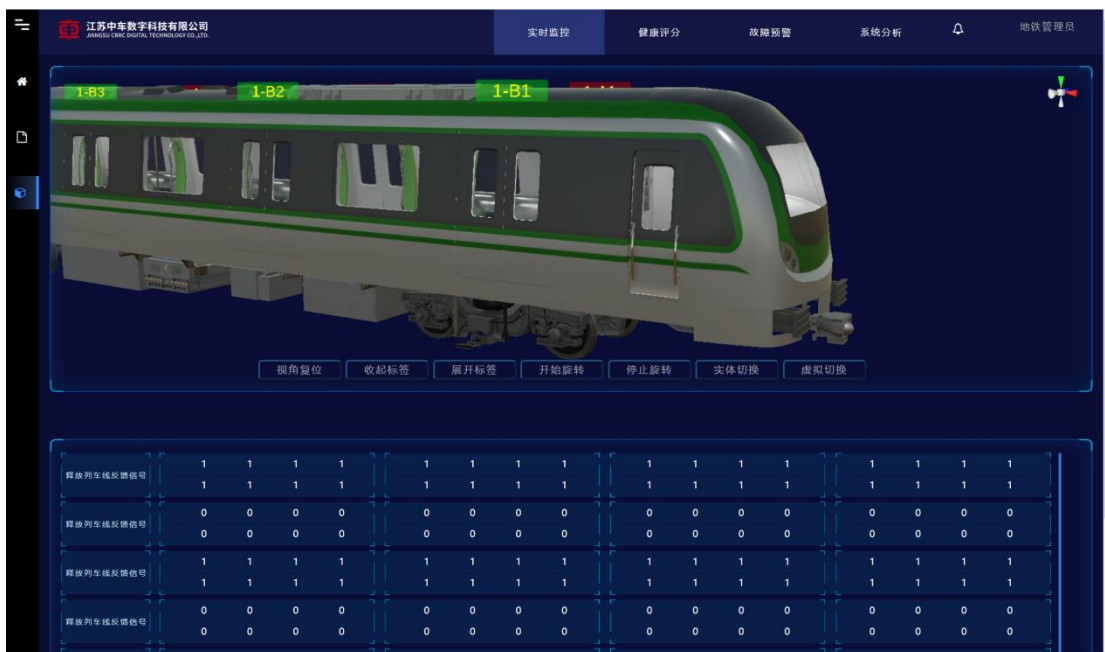 江苏中车数字科技有限公司
JIANGSU CRRC DIGITAL TECHNOLOGY CO.,LTD.
实时监控
健康评分
故障预警
系统分析
地铁管理员
1-B3
1-B2
1-B1
视角复位
收起标签
展开标签
开始旋转
停止旋转
实体切换
虚拟切换
释放列车线反馈信号
1 1 1 1 1 1 1 1 1 1 1 1 1 1 1 1
1 1 1 1 1 1 1 1 1 1 1 1 1 1 1 1
释放列车线反馈信号
0 0 0 0 0 0 0 0 0 0 0 0 0 0 0 0
0 0 0 0 0 0 0 0 0 0 0 0 0 0 0 0
释放列车线反馈信号
1 1 1 1 1 1 1 1 1 1 1 1 1 1 1 1
1 1 1 1 1 1 1 1 1 1 1 1 1 1 1 1
释放列车线反馈信号
0 0 0 0 0 0 0 0 0 0 0 0 0 0 0 0
0 0 0 0 0 0 0 0 0 0 0 0 0 0 0 0